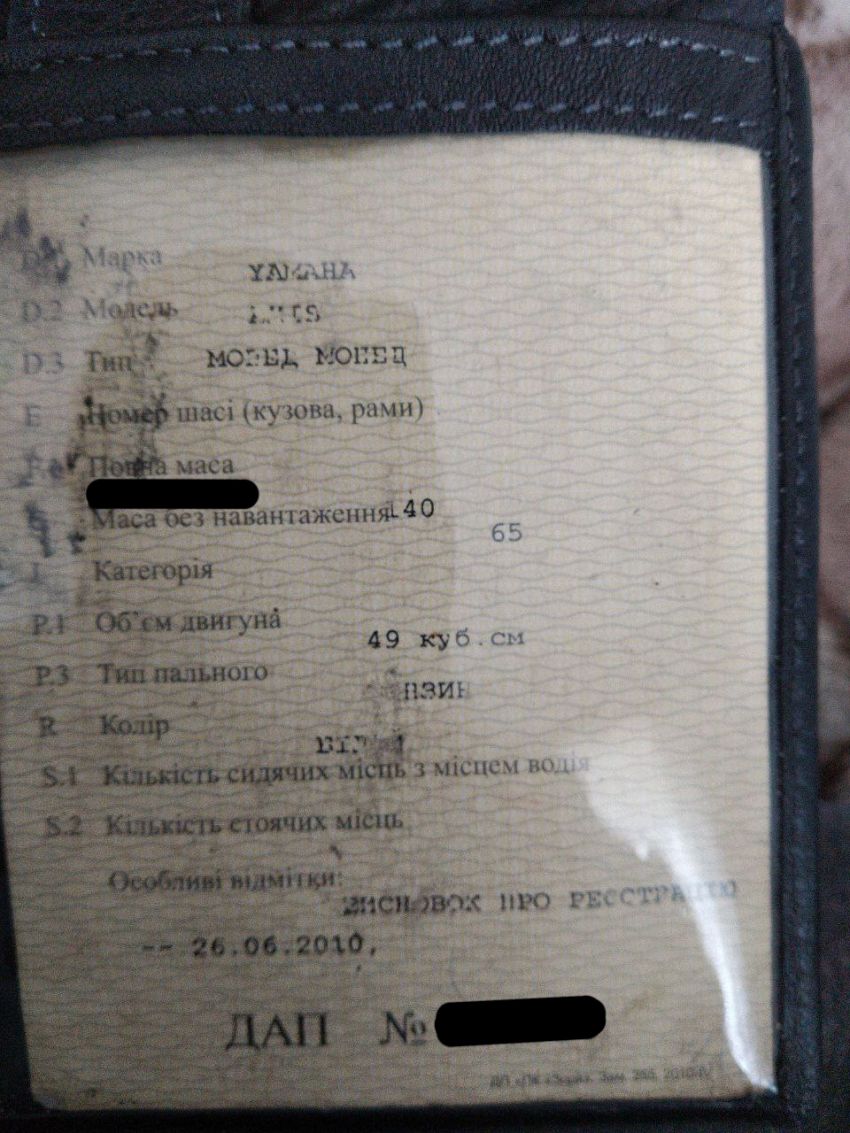 D.1 Марка
YAMAHA
D.2 Модель
D.3 Тип МОПЕД МОПЕД
E Номер шасі (кузова, рами)
Повна маса
Маса без навантаження 140
65
J Категорія
P.1 Об'єм двигуна
49 куб.см
P.3 Тип пального
R Колір
S.1 Кількість сидячих місць з місцем водія
S.2 Кількість стоячих місць
Особливі відмітки:
ВИСНОВОК ПРО РЕЄСТРАЦІЮ
-- 26.06.2010,
ДАП №